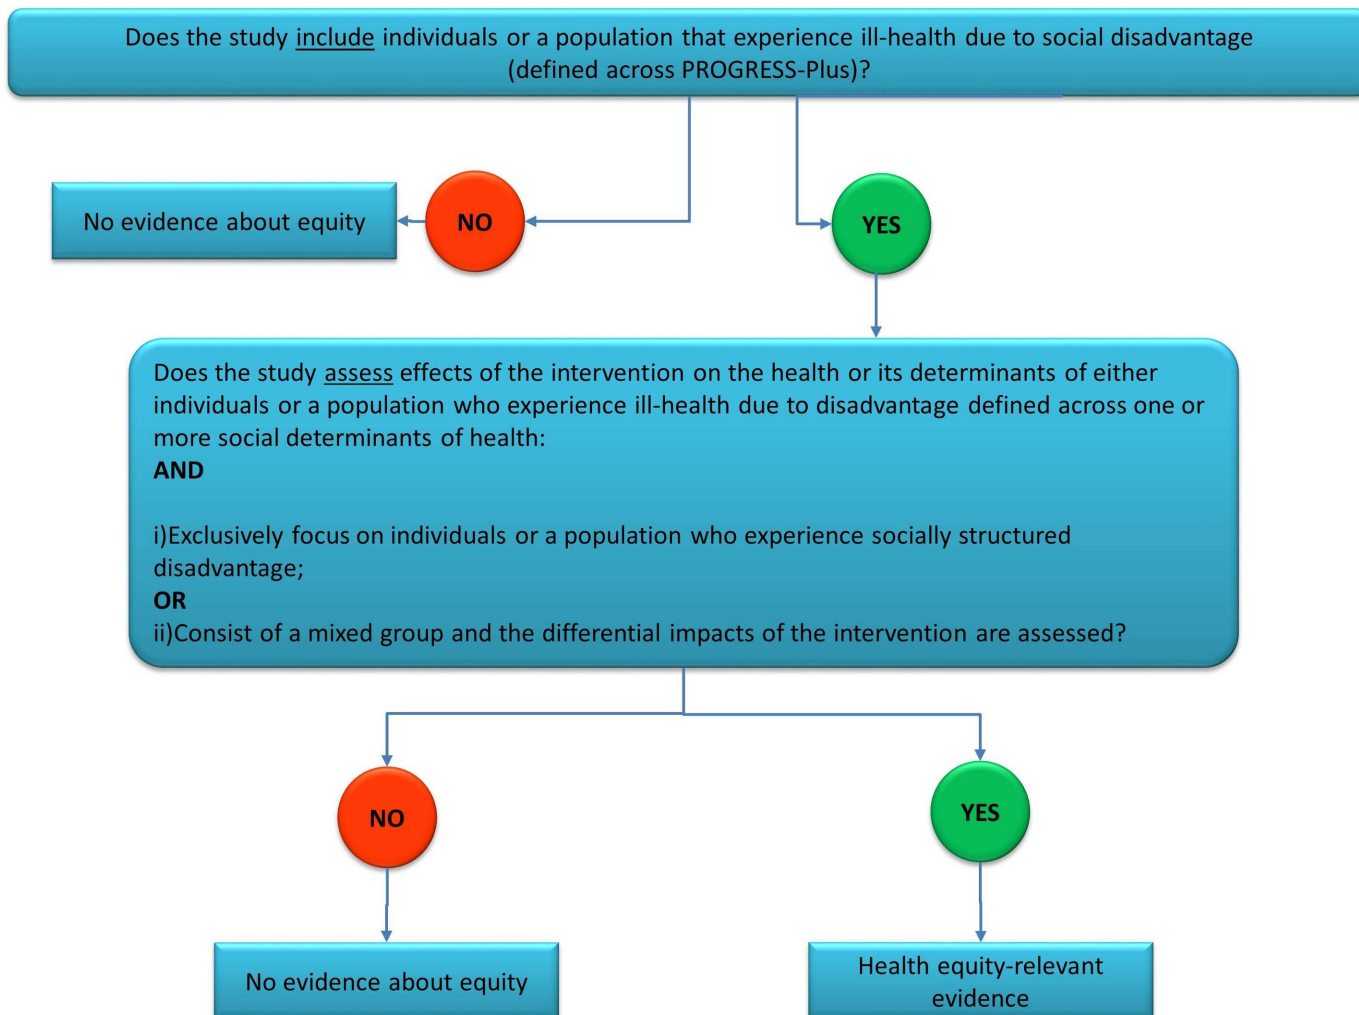 Does the study include individuals or a population that experience ill-health due to social disadvantage
(defined across PROGRESS-Plus)?
No evidence about equity
NO
YES
Does the study assess effects of the intervention on the health or its determinants of either
individuals or a population who experience ill-health due to disadvantage defined across one or
more social determinants of health:
AND
i)Exclusively focus on individuals or a population who experience socially structured
disadvantage;
OR
ii)Consist of a mixed group and the differential impacts of the intervention are assessed?
NO
YES
No evidence about equity
Health equity-relevant
evidence